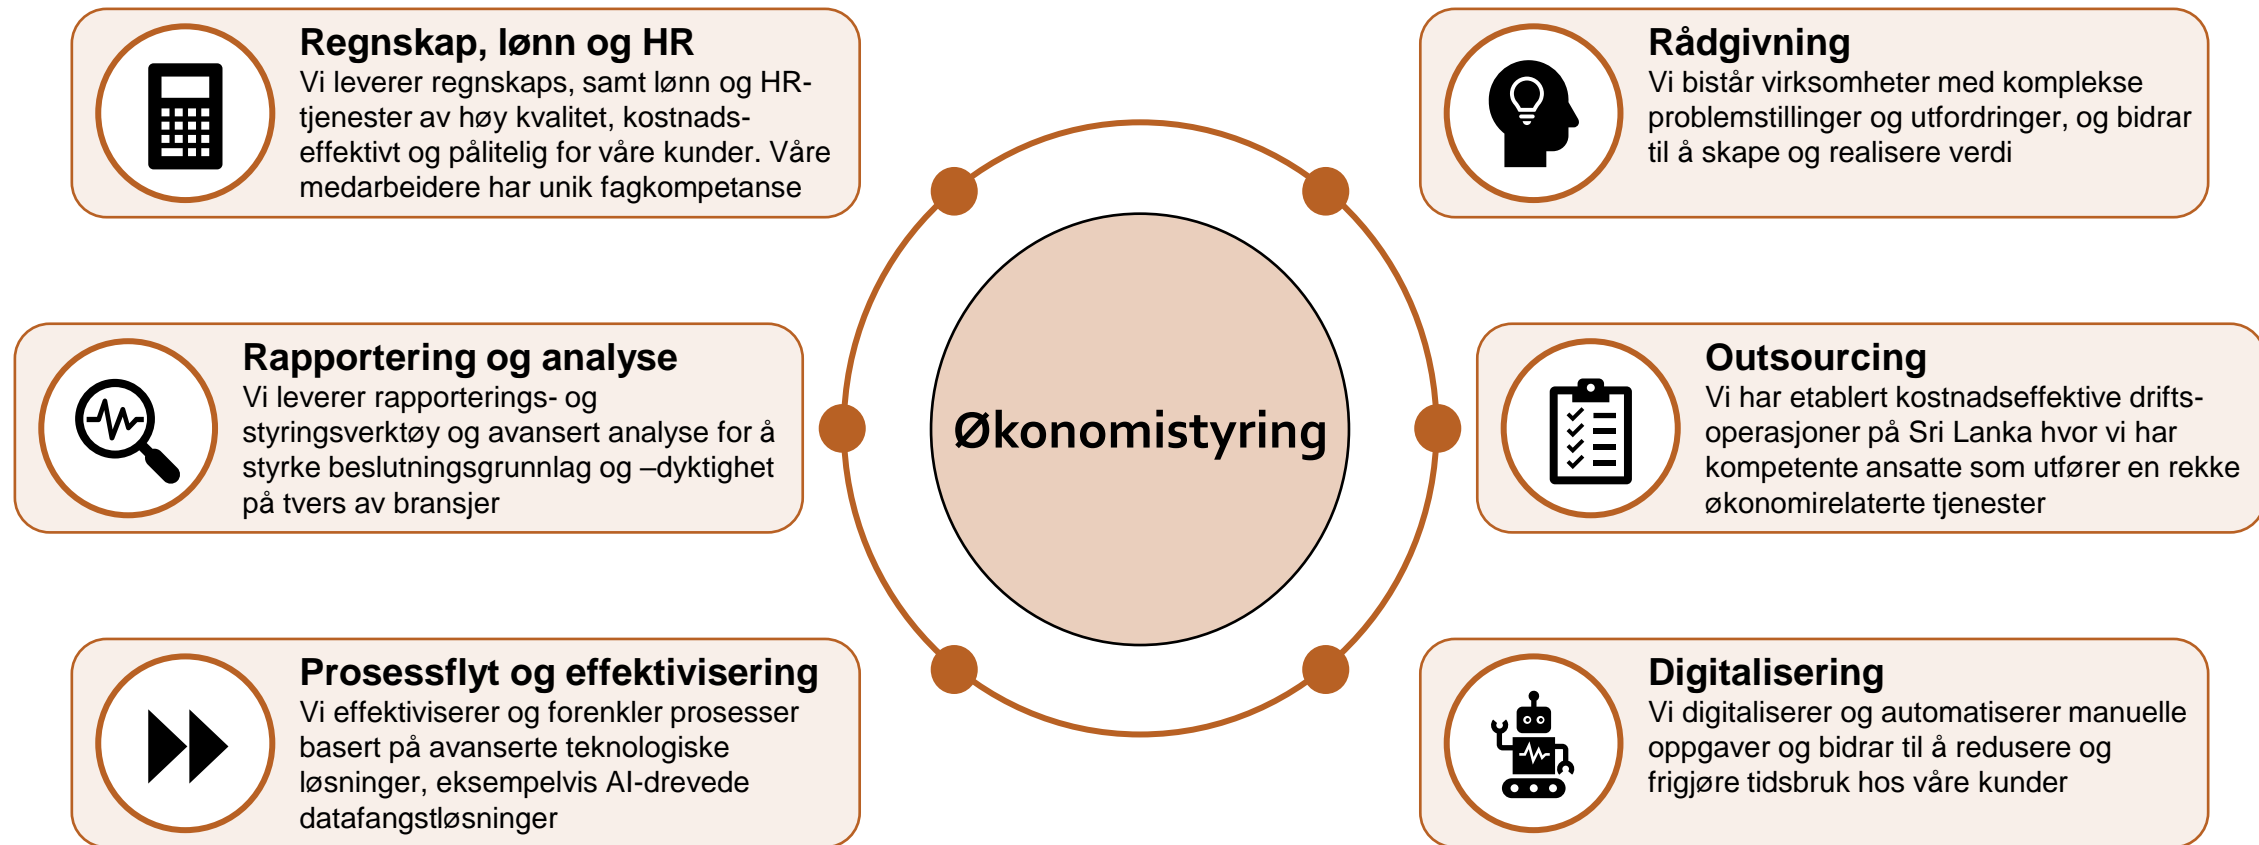 Regnskap, lønn og HR
Vi leverer regnskaps, samt lønn og HR-
tjenester av høy kvalitet, kostnads-
effektivt og pålitelig for våre kunder. Våre
medarbeidere har unik fagkompetanse
Rapportering og analyse
Vi leverer rapporterings- og
styringsverktøy og avansert analyse for å
styrke beslutningsgrunnlag og –dyktighet
på tvers av bransjer
Prosessflyt og effektivisering
Vi effektiviserer og forenkler prosesser
basert på avanserte teknologiske
løsninger, eksempelvis AI-drevede
datafangstløsninger
Økonomistyring
Rådgivning
Vi bistår virksomheter med komplekse
problemstillinger og utfordringer, og bidrar
til å skape og realisere verdi
Outsourcing
Vi har etablert kostnadseffektive drifts-
operasjoner på Sri Lanka hvor vi har
kompetente ansatte som utfører en rekke
økonomirelaterte tjenester
Digitalisering
Vi digitaliserer og automatiserer manuelle
oppgaver og bidrar til å redusere og
frigjøre tidsbruk hos våre kunder